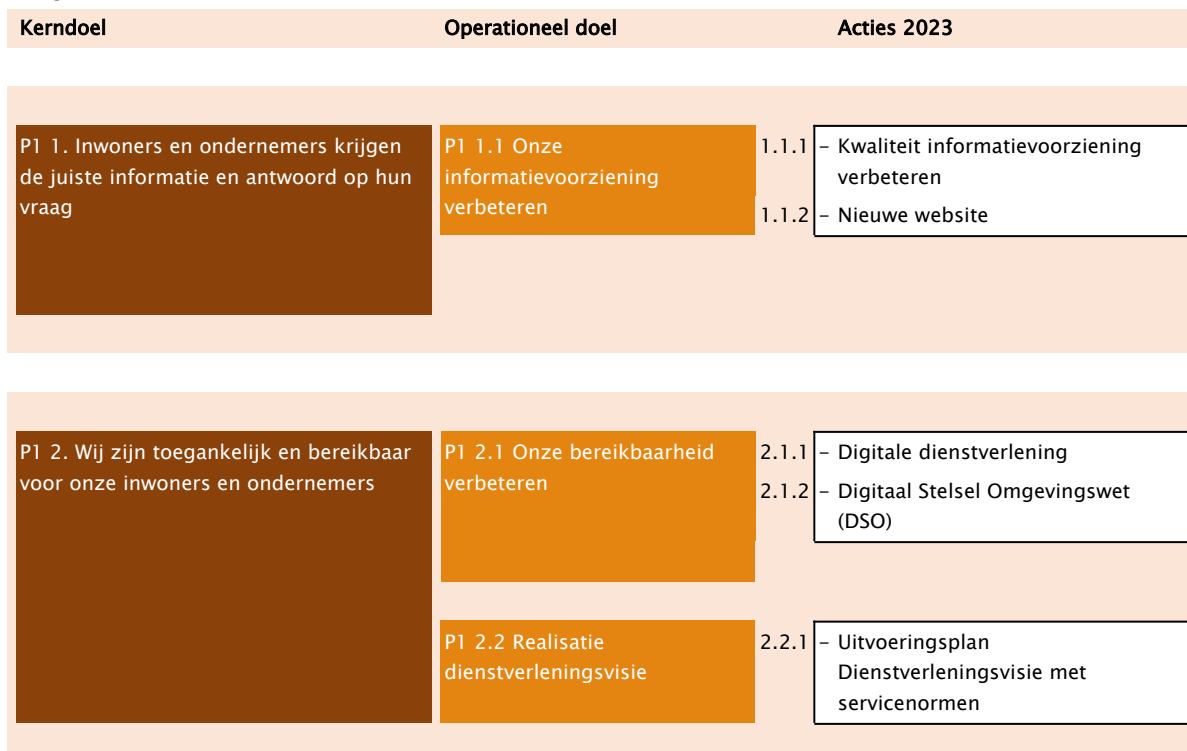 Kerndoel Operationeel doel Acties 2023
P1 1. Inwoners en ondernemers krijgen
de juiste informatie en antwoord op hun
vraag
P1 1.1 Onze
informatievoorziening
verbeteren
1.1.1 – Kwaliteit informatievoorziening
verbeteren
1.1.2 – Nieuwe website
P1 2. Wij zijn toegankelijk en bereikbaar
voor onze inwoners en ondernemers
P1 2.1 Onze bereikbaarheid
verbeteren
2.1.1 – Digitale dienstverlening
2.1.2 – Digitaal Stelsel Omgevingswet
(DSO)
P1 2.2 Realisatie
dienstverleningsvisie
2.2.1 – Uitvoeringsplan
Dienstverleningsvisie met
servicenormen